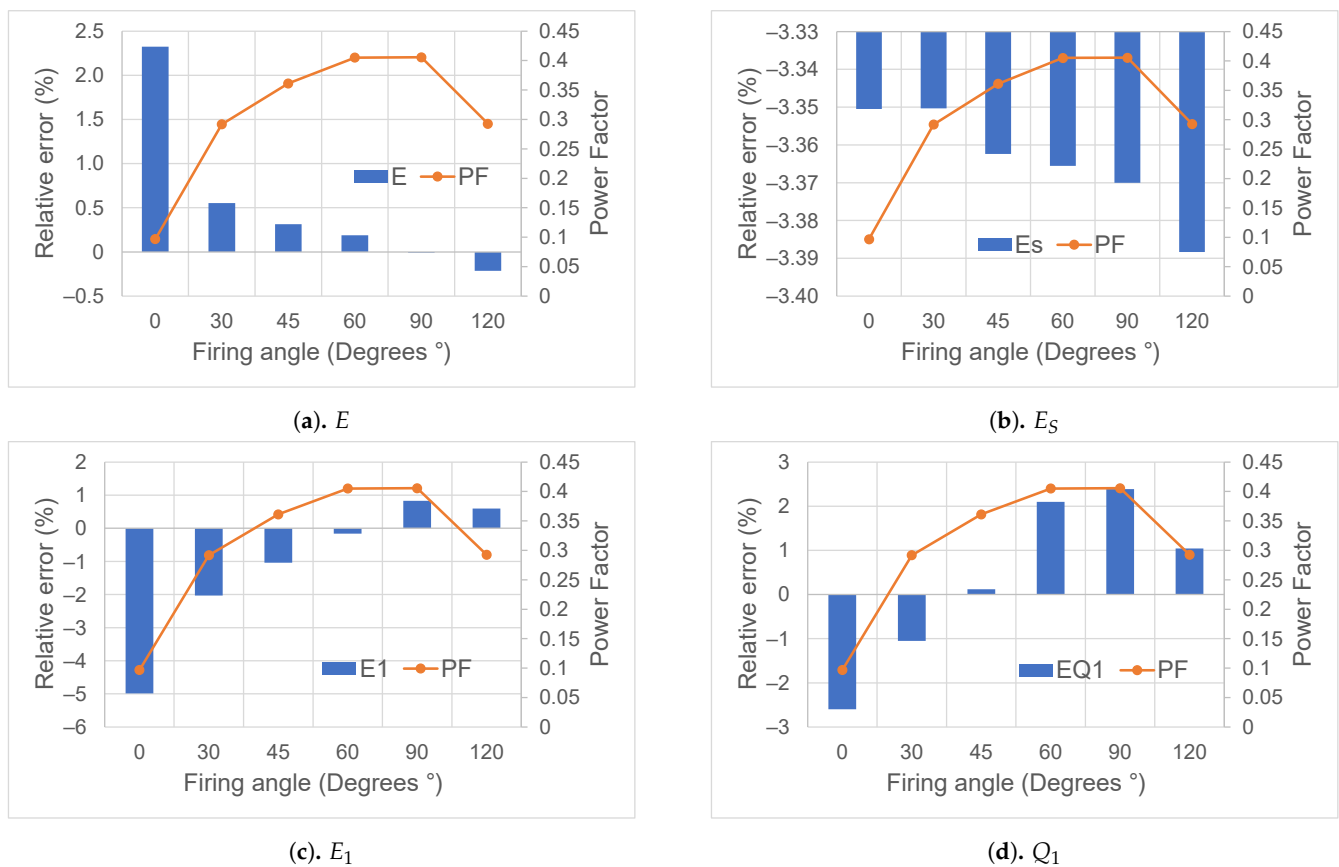 2.5
2.0
1.5
1.0
0.5
0
–0.5
Relative error (%)
0.45
0.4
0.35
0.3
0.25
0.2
0.15
0.1
0.05
0
Power Factor
E PF
0 30 45 60 90 120
Firing angle (Degrees °)
(a). E
–3.33
–3.34
–3.35
–3.36
–3.37
–3.38
–3.39
–3.40
Relative error (%)
0.45
0.4
0.35
0.3
0.25
0.2
0.15
0.1
0.05
0
Power Factor
Es PF
0 30 45 60 90 120
Firing angle (Degrees °)
(b). ES
2
1
0
–1
–2
–3
–4
–5
–6
Relative error (%)
0.45
0.4
0.35
0.3
0.25
0.2
0.15
0.1
0.05
0
Power Factor
E1 PF
0 30 45 60 90 120
Firing angle (Degrees °)
(c). E1
3
2
1
0
–1
–2
–3
Relative error (%)
0.45
0.4
0.35
0.3
0.25
0.2
0.15
0.1
0.05
0
Power Factor
EQ1 PF
0 30 45 60 90 120
Firing angle (Degrees °)
(d). Q1